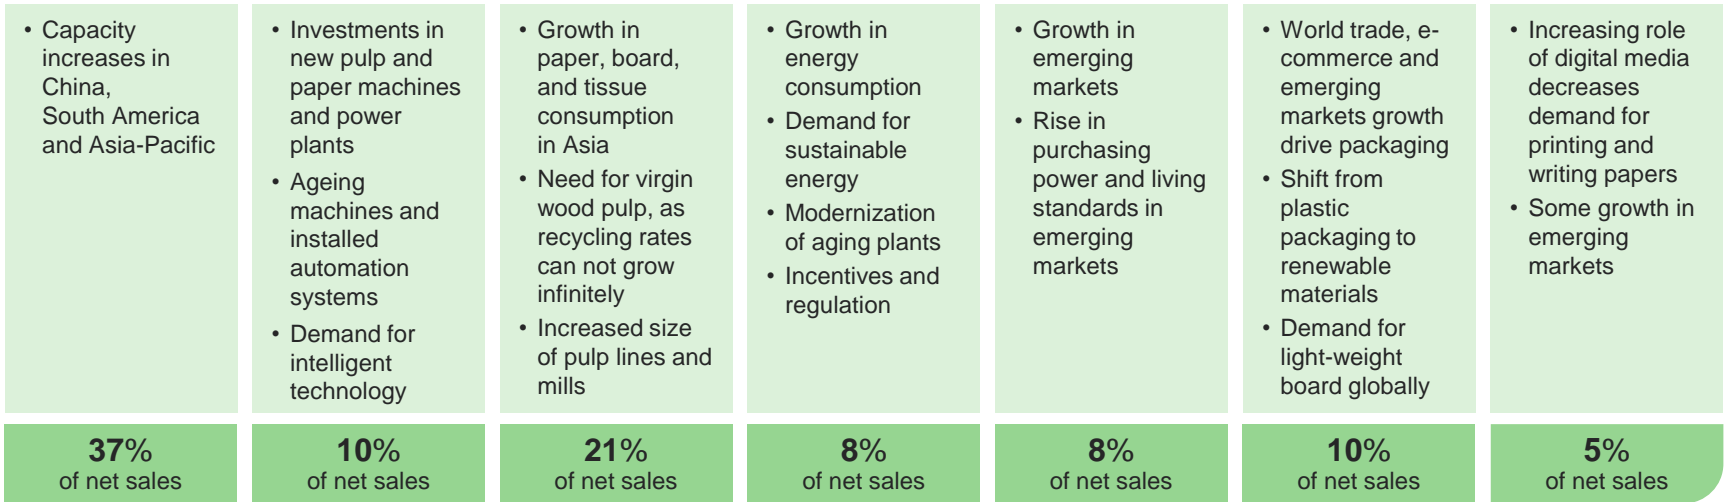 • Capacity
increases in
China,
South America
and Asia-Pacific
37%
of net sales
• Investments in
new pulp and
paper machines
and power
plants
• Ageing
machines and
installed
automation
systems
• Demand for
intelligent
technology
10%
of net sales
• Growth in
paper, board,
and tissue
consumption
in Asia
• Need for virgin
wood pulp, as
recycling rates
can not grow
infinitely
• Increased size
of pulp lines and
mills
21%
of net sales
• Growth in
energy
consumption
• Demand for
sustainable
energy
• Modernization
of aging plants
• Incentives and
regulation
8%
of net sales
• Growth in
emerging
markets
• Rise in
purchasing
power and living
standards in
emerging
markets
8%
of net sales
• World trade, e-
commerce and
emerging
markets growth
drive packaging
• Shift from
plastic
packaging to
renewable
materials
• Demand for
light-weight
board globally
10%
of net sales
• Increasing role
of digital media
decreases
demand for
printing and
writing papers
• Some growth in
emerging
markets
5%
of net sales